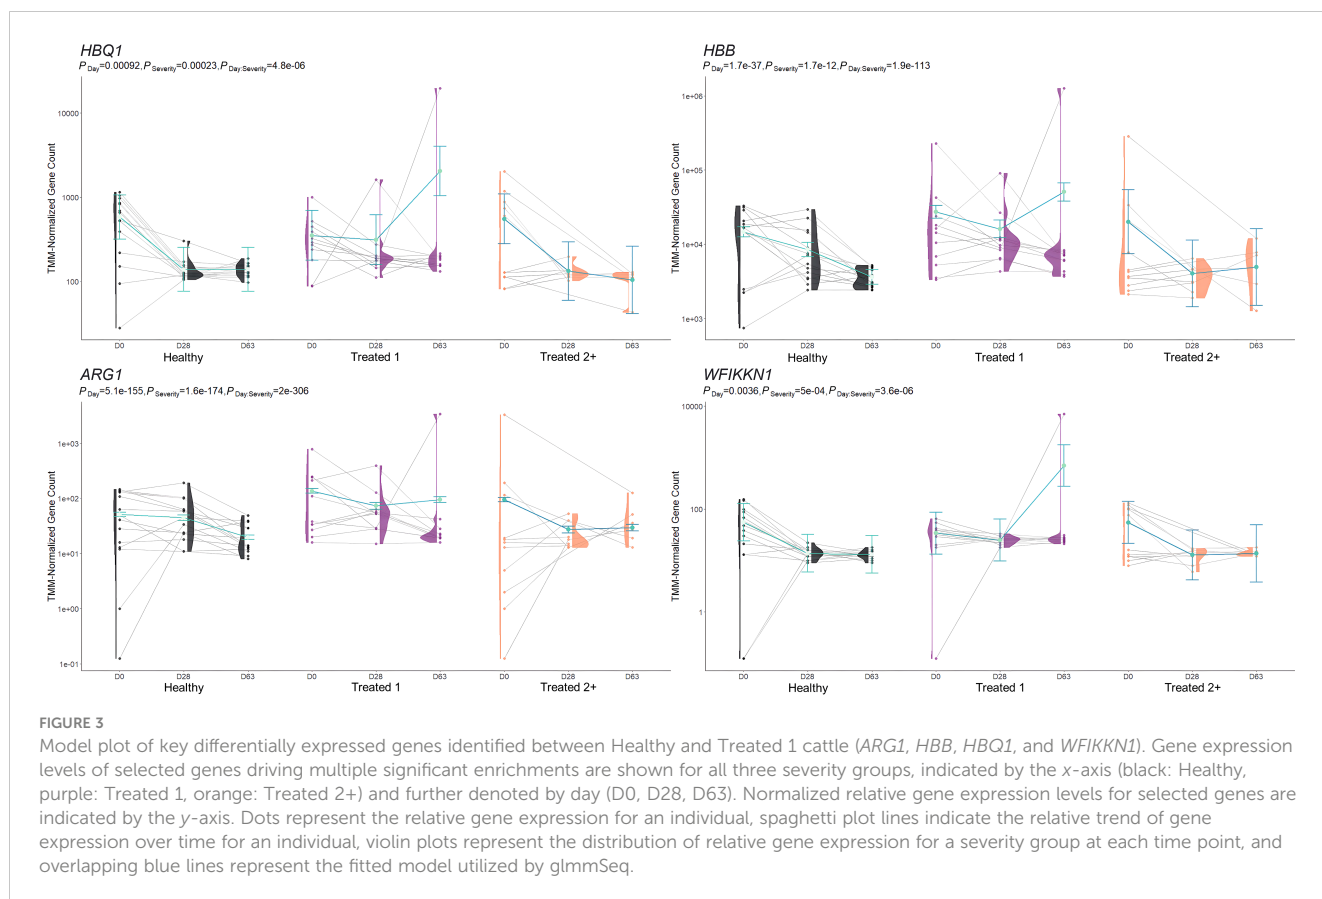 HBQ1
P Day=0.00092,P Severity=0.00023,P Day:Severity=4.8e-06
TMM-Normalized Gene Count
10000
1000
100
D0 D28 D63 D0 D28 D63 D0 D28 D63
Healthy Treated 1 Treated 2+
HBB
P Day=1.7e-37,P Severity=1.7e-12,P Day:Severity=1.9e-113
TMM-Normalized Gene Count
1e+06
1e+05
1e+04
1e+03
D0 D28 D63 D0 D28 D63 D0 D28 D63
Healthy Treated 1 Treated 2+
ARG1
P Day=5.1e-155,P Severity=1.6e-174,P Day:Severity=2e-306
TMM-Normalized Gene Count
1e+03
1e+02
1e+01
1e+00
1e-01
D0 D28 D63 D0 D28 D63 D0 D28 D63
Healthy Treated 1 Treated 2+
WFIKKN1
P Day=0.0036,P Severity=5e-04,P Day:Severity=3.6e-06
TMM-Normalized Gene Count
10000
100
1
D0 D28 D63 D0 D28 D63 D0 D28 D63
Healthy Treated 1 Treated 2+
FIGURE 3
Model plot of key differentially expressed genes identified between Healthy and Treated 1 cattle (ARG1, HBB, HBQ1, and WFIKKN1). Gene expression
levels of selected genes driving multiple significant enrichments are shown for all three severity groups, indicated by the x-axis (black: Healthy,
purple: Treated 1, orange: Treated 2+) and further denoted by day (D0, D28, D63). Normalized relative gene expression levels for selected genes are
indicated by the y-axis. Dots represent the relative gene expression for an individual, spaghetti plot lines indicate the relative trend of gene
expression over time for an individual, violin plots represent the distribution of relative gene expression for a severity group at each time point, and
overlapping blue lines represent the fitted model utilized by glmmSeq.